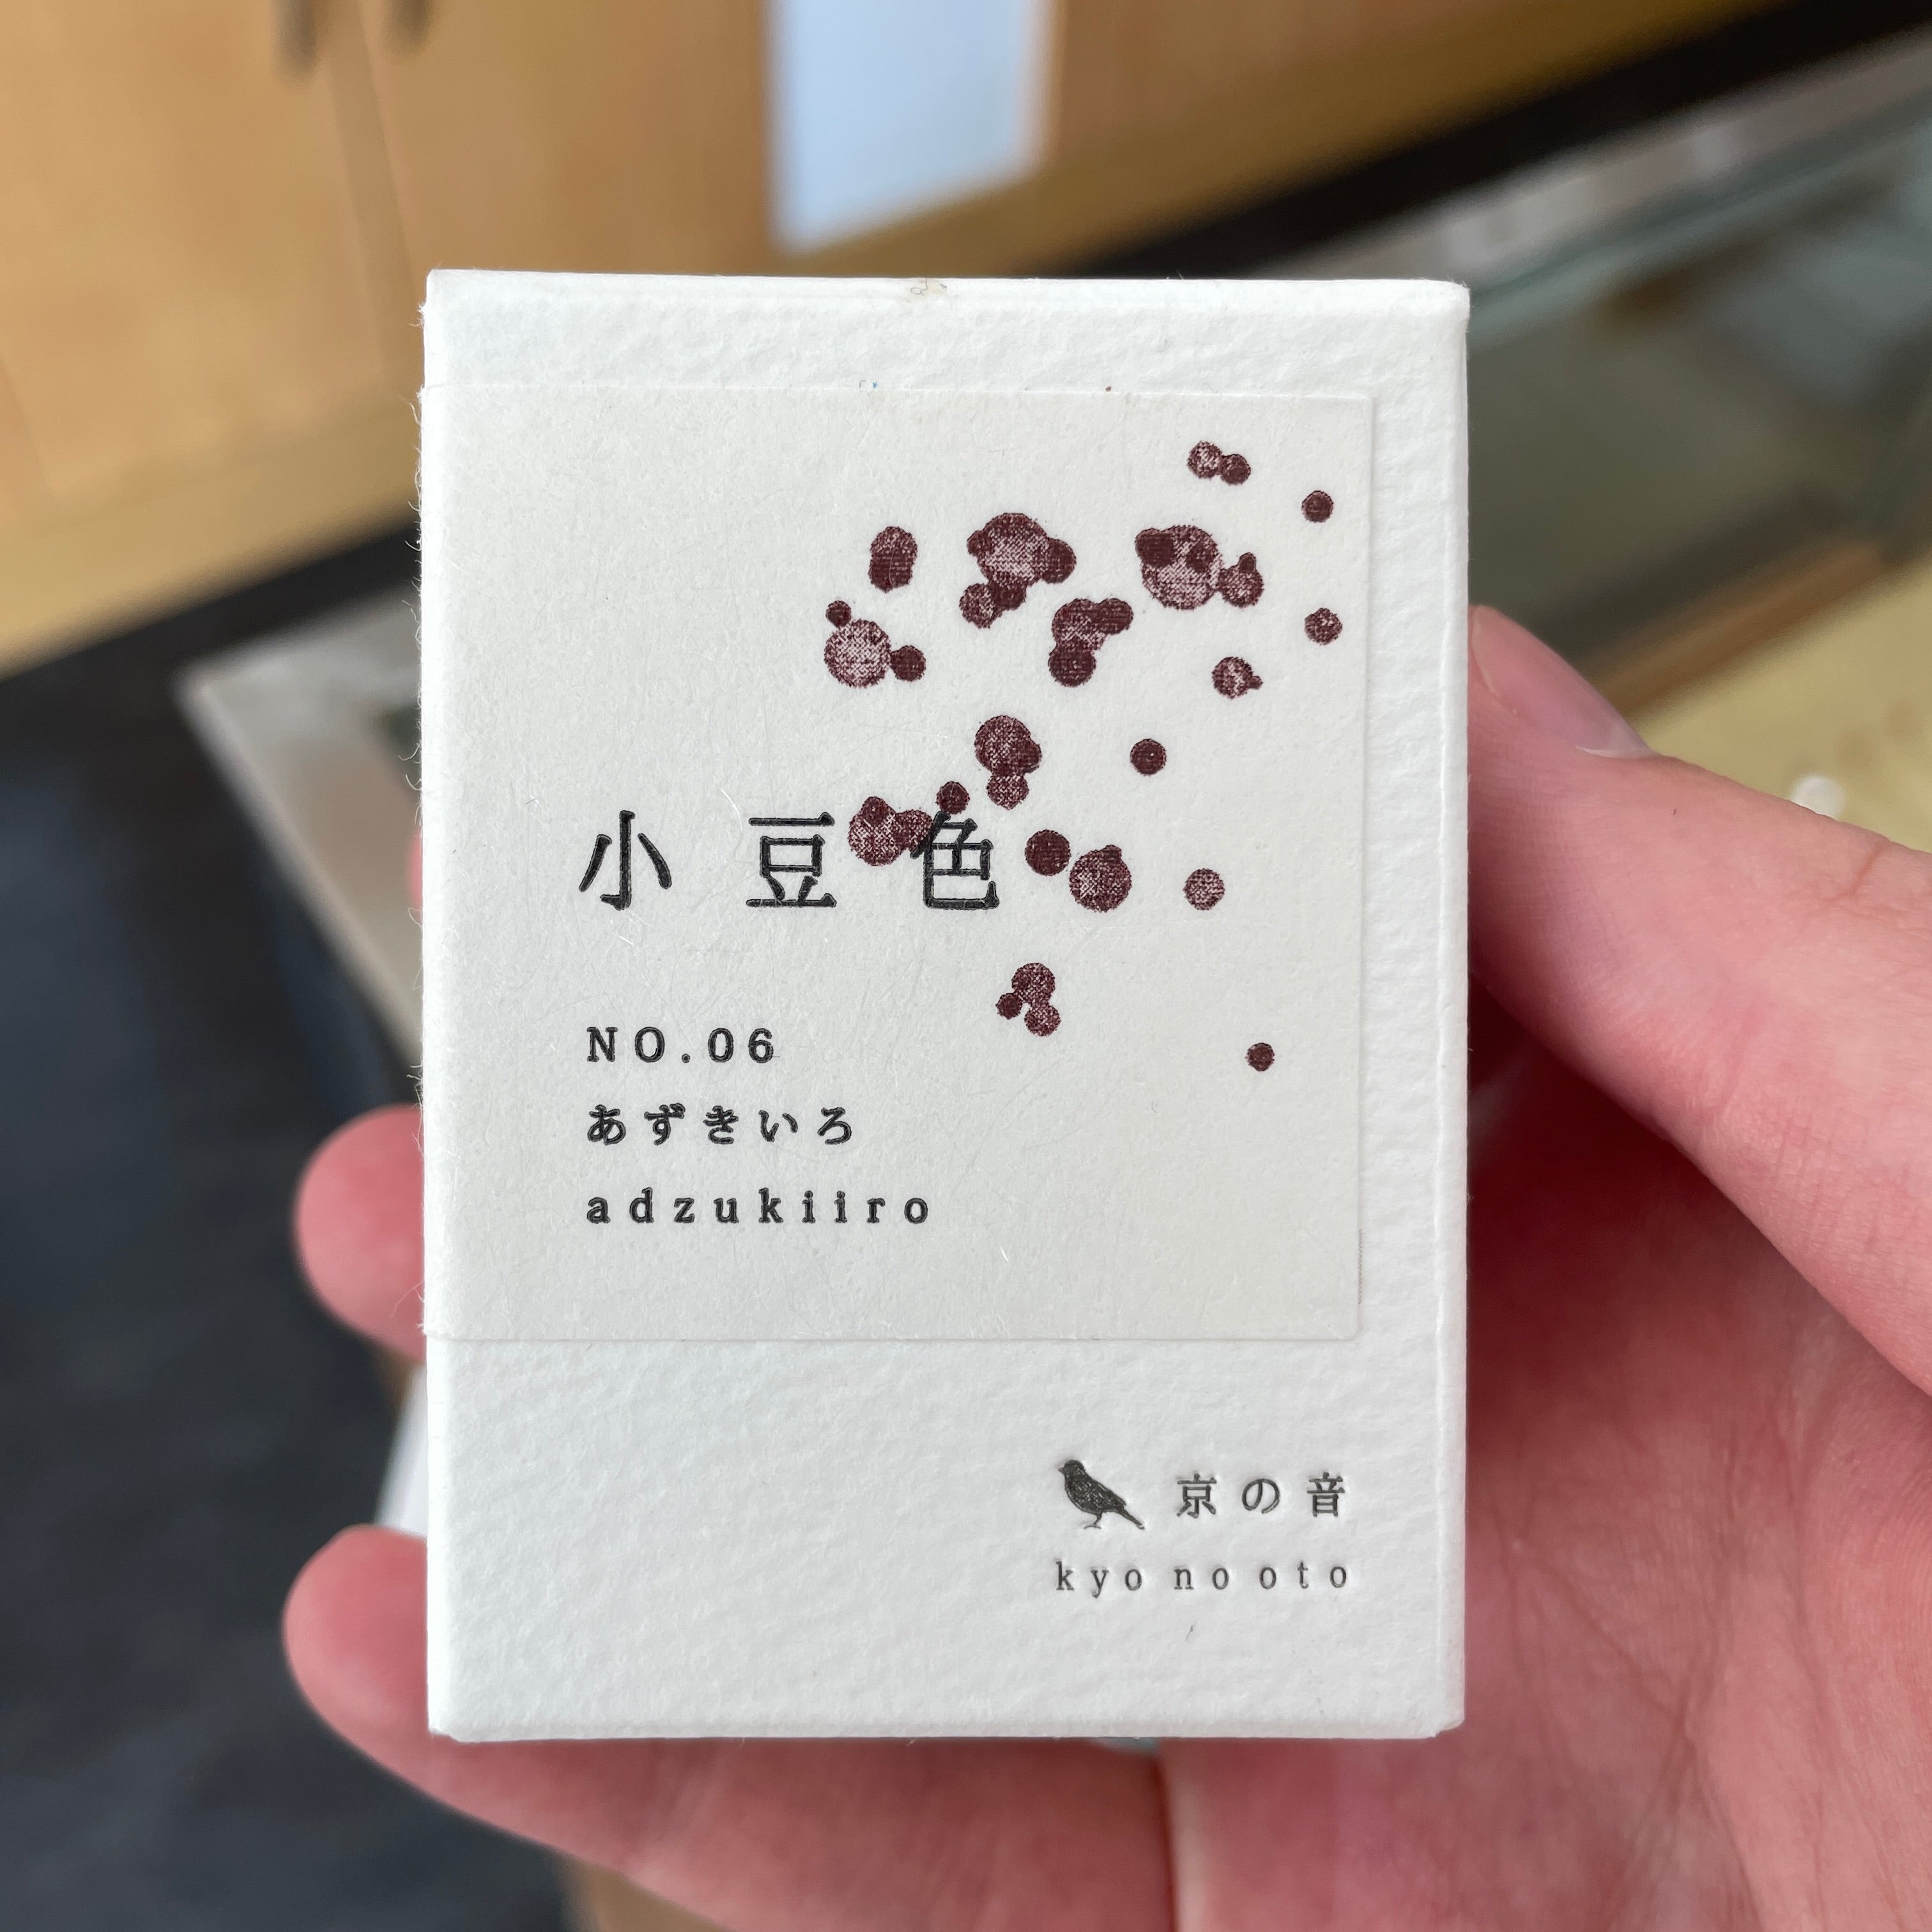 小豆色
NO.06
あずきいろ
adzukiiro
京の音
kyo no oto